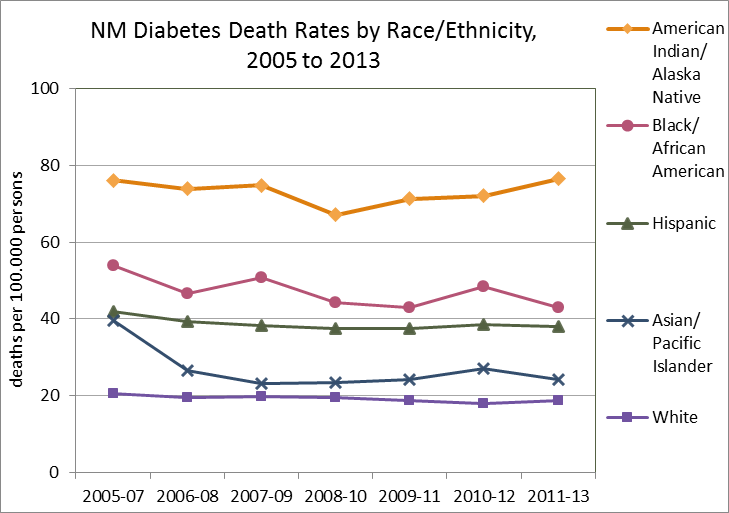 NM Diabetes Death Rates by Race/Ethnicity,
2005 to 2013
deaths per 100.000 persons
100
80
60
40
20
0
2005-07 2006-08 2007-09 2008-10 2009-11 2010-12 2011-13
American
Indian/
Alaska
Native
Black/
African
American
Hispanic
Asian/
Pacific
Islander
White